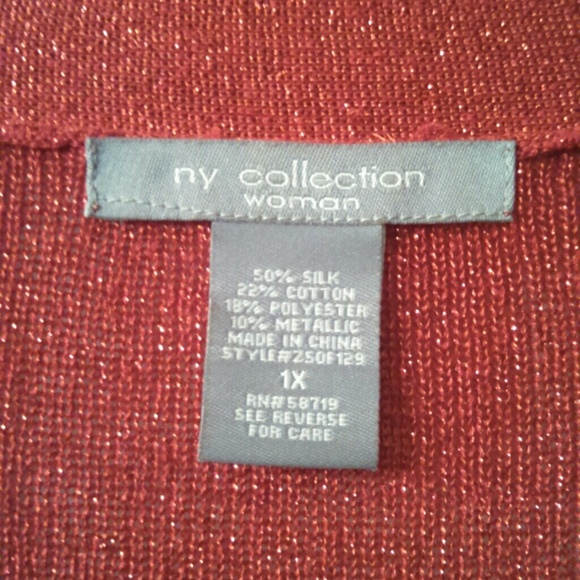 ny collection
woman
50% SILK
22% COTTON
18% POLYESTER
10% METALLIC
MADE IN CHINA
STYLE#Z50F129
1X
RN# 58719
SEE REVERSE
FOR CARE